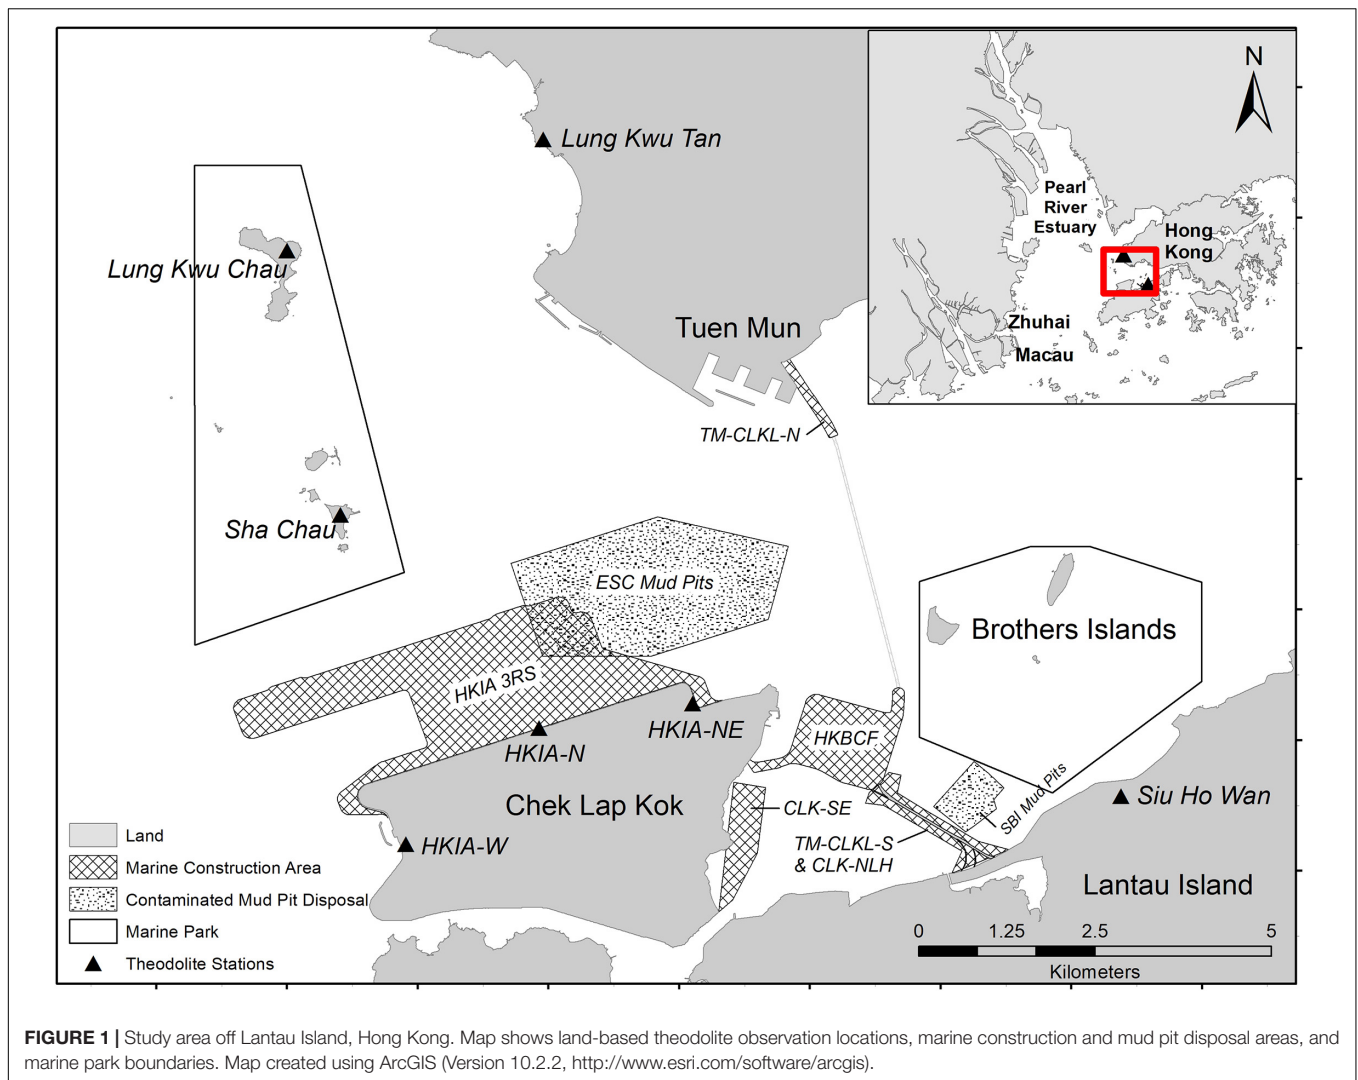 N
Lung Kwu Tan
Pearl
River
Estuary
Hong
Kong
Lung Kwu Chau
Zhuhai
Macau
Tuen Mun
TM-CLKL-N
Sha Chau
ESC Mud Pits
Brothers Islands
HKIA 3RS
HKIA-NE
HKIA-N
HKBCF
SBI Mud Pits
Siu Ho Wan
Chek Lap Kok
CLK-SE
HKIA-W
TM-CLKL-S
& CLK-NLH
Lantau Island
Land
Marine Construction Area
Contaminated Mud Pit Disposal
Marine Park
Theodolite Stations
0 1.25 2.5 5
Kilometers
FIGURE 1 | Study area off Lantau Island, Hong Kong. Map shows land-based theodolite observation locations, marine construction and mud pit disposal areas, and
marine park boundaries. Map created using ArcGIS (Version 10.2.2, http://www.esri.com/software/arcgis).